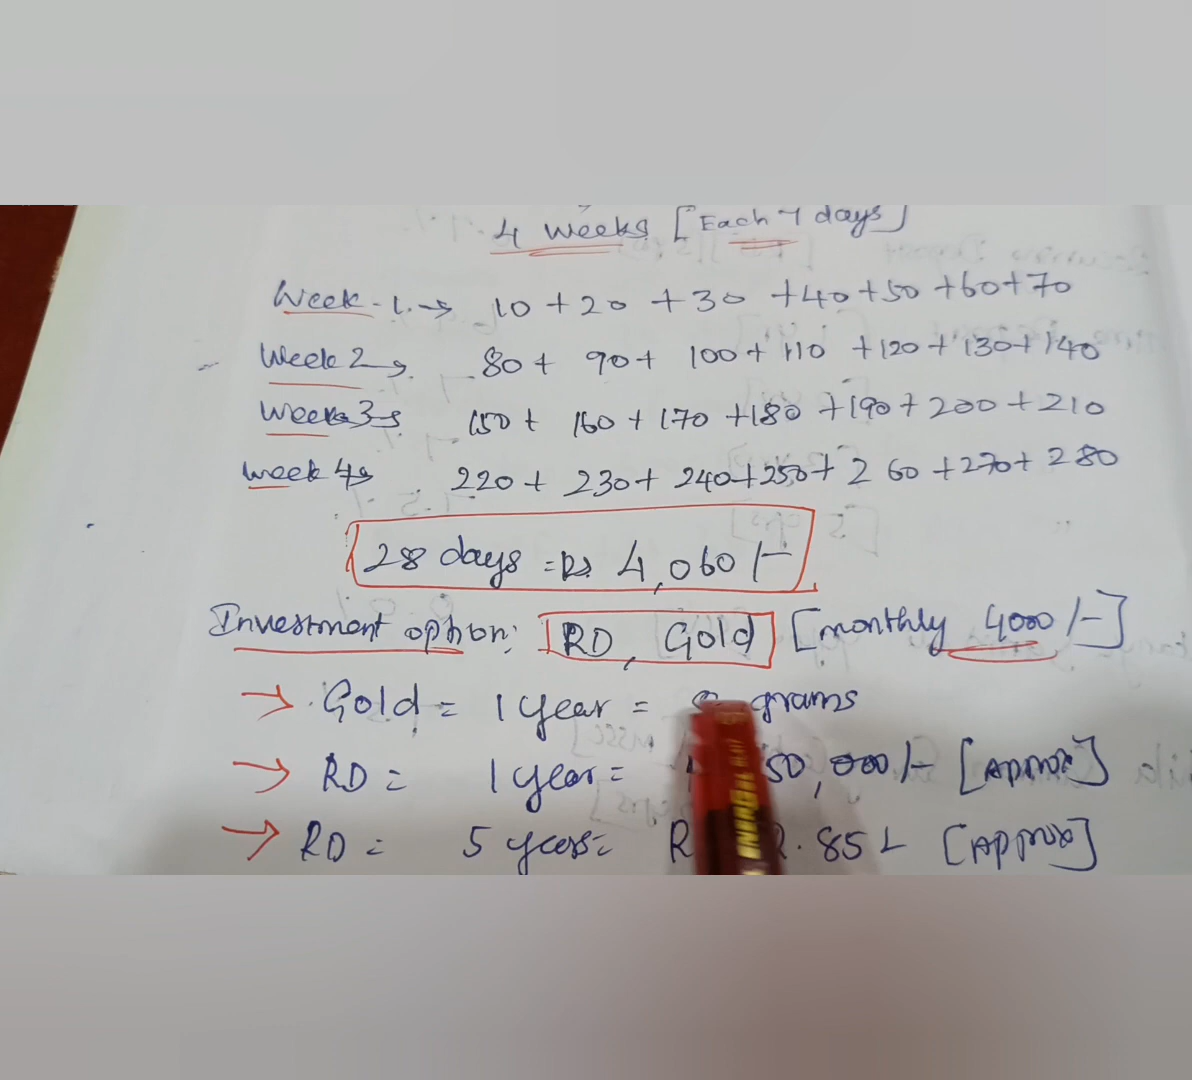 4 weeks [Each 7 days]
Week-1 → 10 + 20 + 30 + 40 + 50 + 60 + 70
Week 2 → 80 + 90 + 100 + 110 + 120 + 130 + 140
Week 3 → 150 + 160 + 170 + 180 + 190 + 200 + 210
Week 4 → 220 + 230 + 240 + 250 + 260 + 270 + 280
28 days = Rs 4,060/-
Investment option: RD, Gold [monthly 4000/-]
→ Gold = 1 year = grams
→ RD = 1 year = 50,000/- [Approx]
→ RD = 5 years = .85 L [Approx]